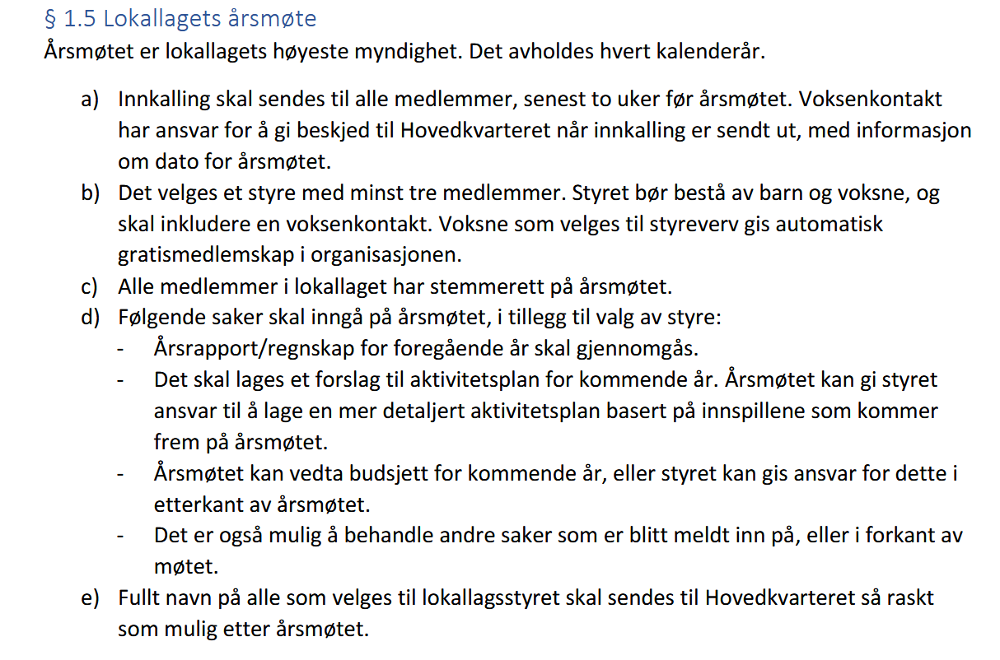 § 1.5 Lokallagets årsmøte
Årsmøtet er lokallagets høyeste myndighet. Det avholdes hvert kalenderår.
a) Innkalling skal sendes til alle medlemmer, senest to uker før årsmøtet. Voksenkontakt
har ansvar for å gi beskjed til Hovedkvarteret når innkalling er sendt ut, med informasjon
om dato for årsmøtet.
b) Det velges et styre med minst tre medlemmer. Styret bør bestå av barn og voksne, og
skal inkludere en voksenkontakt. Voksne som velges til styreverv gis automatisk
gratismedlemskap i organisasjonen.
c) Alle medlemmer i lokallaget har stemmerett på årsmøtet.
d) Følgende saker skal inngå på årsmøtet, i tillegg til valg av styre:
- Årsrapport/regnskap for foregående år skal gjennomgås.
- Det skal lages et forslag til aktivitetsplan for kommende år. Årsmøtet kan gi styret
ansvar til å lage en mer detaljert aktivitetsplan basert på innspillene som kommer
frem på årsmøtet.
- Årsmøtet kan vedta budsjett for kommende år, eller styret kan gis ansvar for dette i
etterkant av årsmøtet.
- Det er også mulig å behandle andre saker som er blitt meldt inn på, eller i forkant av
møtet.
e) Fullt navn på alle som velges til lokallagsstyret skal sendes til Hovedkvarteret så raskt
som mulig etter årsmøtet.